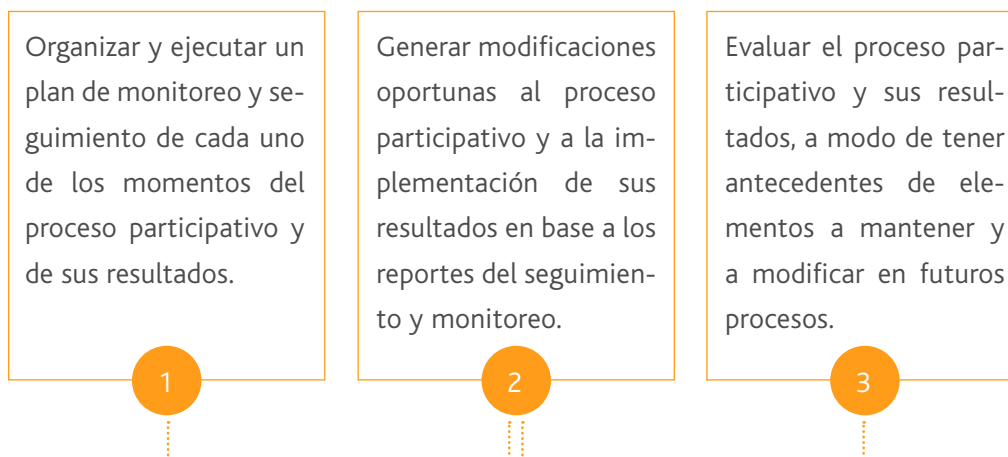 Organizar y ejecutar un
plan de monitoreo y se-
guimiento de cada uno
de los momentos del
proceso participativo y
de sus resultados.
1
Generar modificaciones
oportunas al proceso
participativo y a la im-
plementación de sus
resultados en base a los
reportes del seguimien-
to y monitoreo.
2
Evaluar el proceso par-
ticipativo y sus resul-
tados, a modo de tener
antecedentes de ele-
mentos a mantener y
a modificar en futuros
procesos.
3